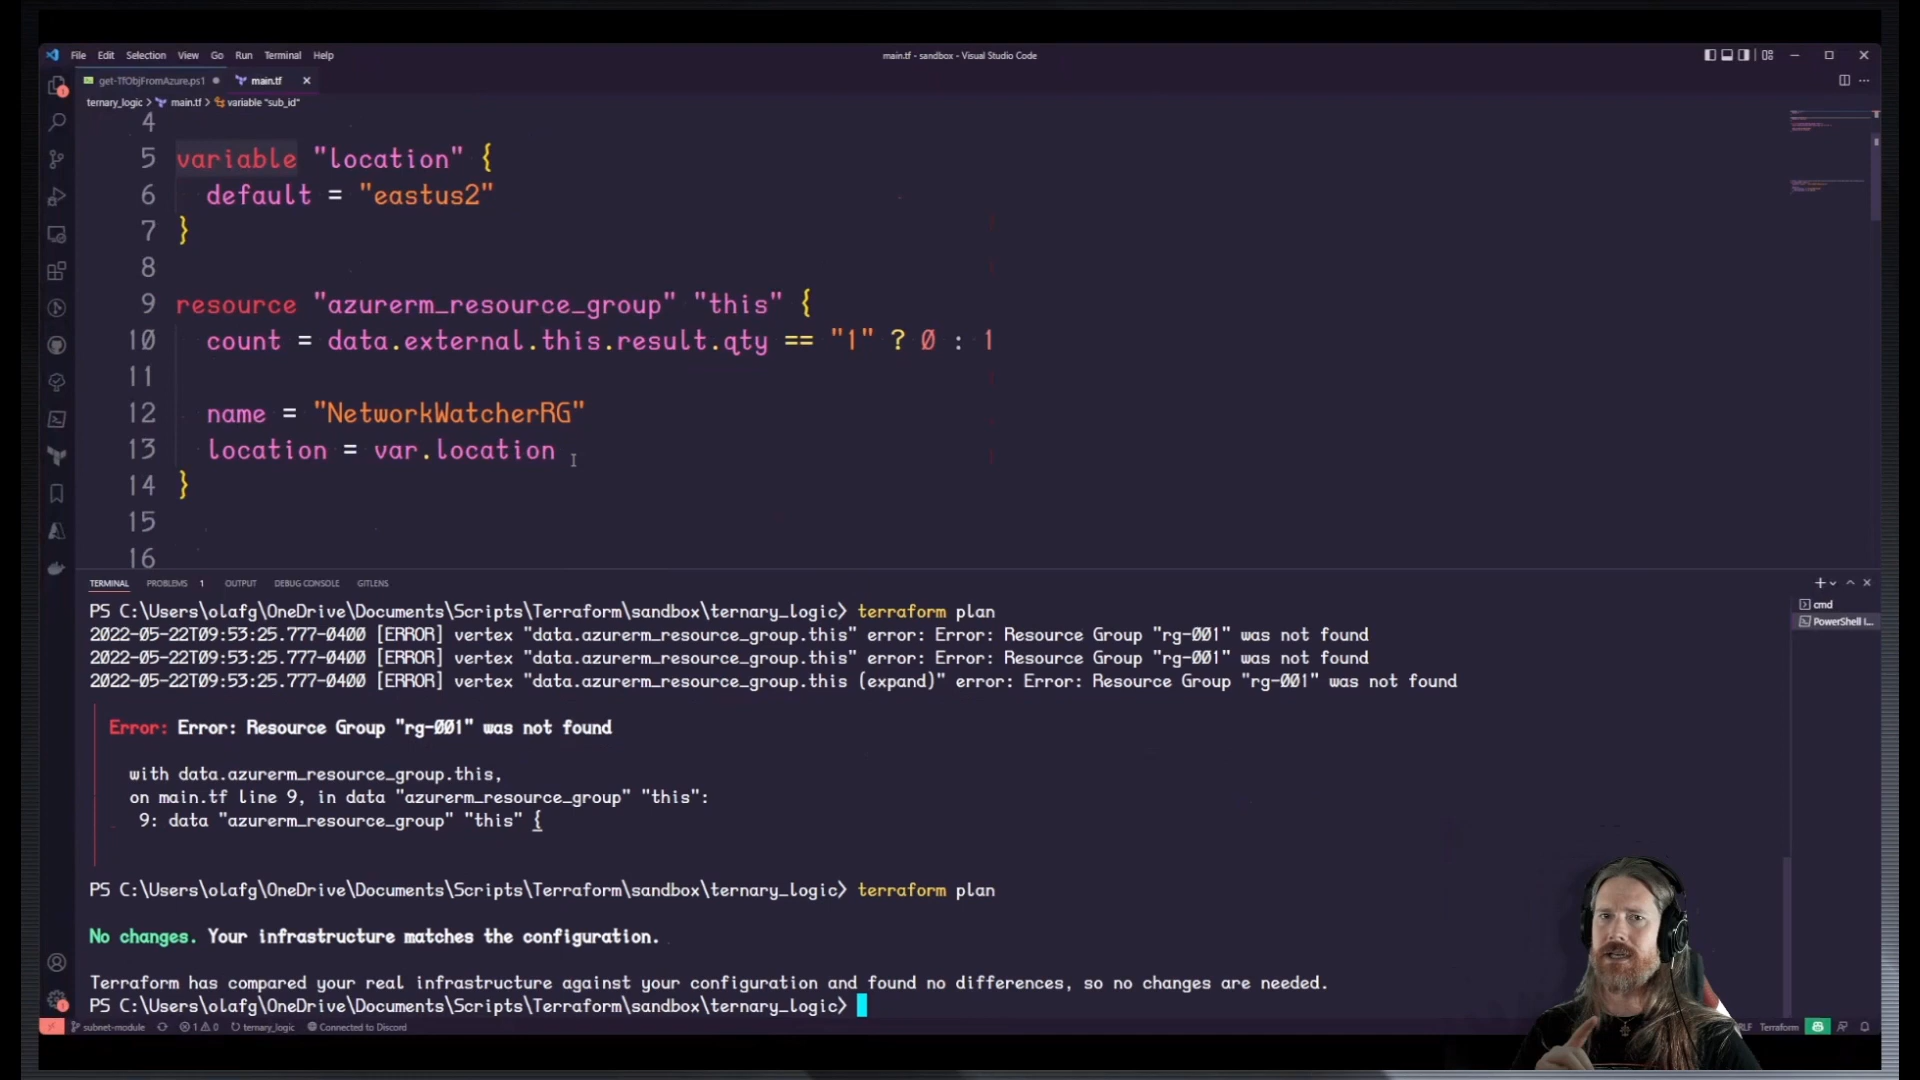 File Edit Selection View Go Run Terminal Help
main.tf - sandbox - Visual Studio Code
get-TfObjFromAzure.ps1
main.tf
ternary_logic > main.tf > variable "sub_id"
4
5 variable "location" {
6 default = "eastus2"
7 }
8
9 resource "azurerm_resource_group" "this" {
10 count = data.external.this.result.qty == "1" ? 0 : 1
11
12 name = "NetworkWatcherRG"
13 location = var.location
14 }
15
16
TERMINAL PROBLEMS 1 OUTPUT DEBUG CONSOLE GITLENS
cmd
PowerShell I...
PS C:\Users\olafg\OneDrive\Documents\Scripts\Terraform\sandbox\ternary_logic> terraform plan
2022-05-22T09:53:25.777-0400 [ERROR] vertex "data.azurerm_resource_group.this" error: Error: Resource Group "rg-001" was not found
2022-05-22T09:53:25.777-0400 [ERROR] vertex "data.azurerm_resource_group.this" error: Error: Resource Group "rg-001" was not found
2022-05-22T09:53:25.777-0400 [ERROR] vertex "data.azurerm_resource_group.this (expand)" error: Error: Resource Group "rg-001" was not found
Error: Error: Resource Group "rg-001" was not found
with data.azurerm_resource_group.this,
on main.tf line 9, in data "azurerm_resource_group" "this":
9: data "azurerm_resource_group" "this" {
PS C:\Users\olafg\OneDrive\Documents\Scripts\Terraform\sandbox\ternary_logic> terraform plan
No changes. Your infrastructure matches the configuration.
Terraform has compared your real infrastructure against your configuration and found no differences, so no changes are needed.
PS C:\Users\olafg\OneDrive\Documents\Scripts\Terraform\sandbox\ternary_logic>
subnet-module 1 0 ternary_logic Connected to Discord
RLF Terraform